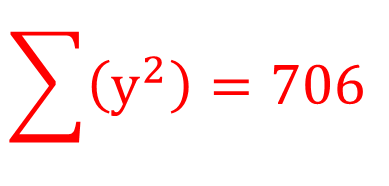 ∑(y²) = 706